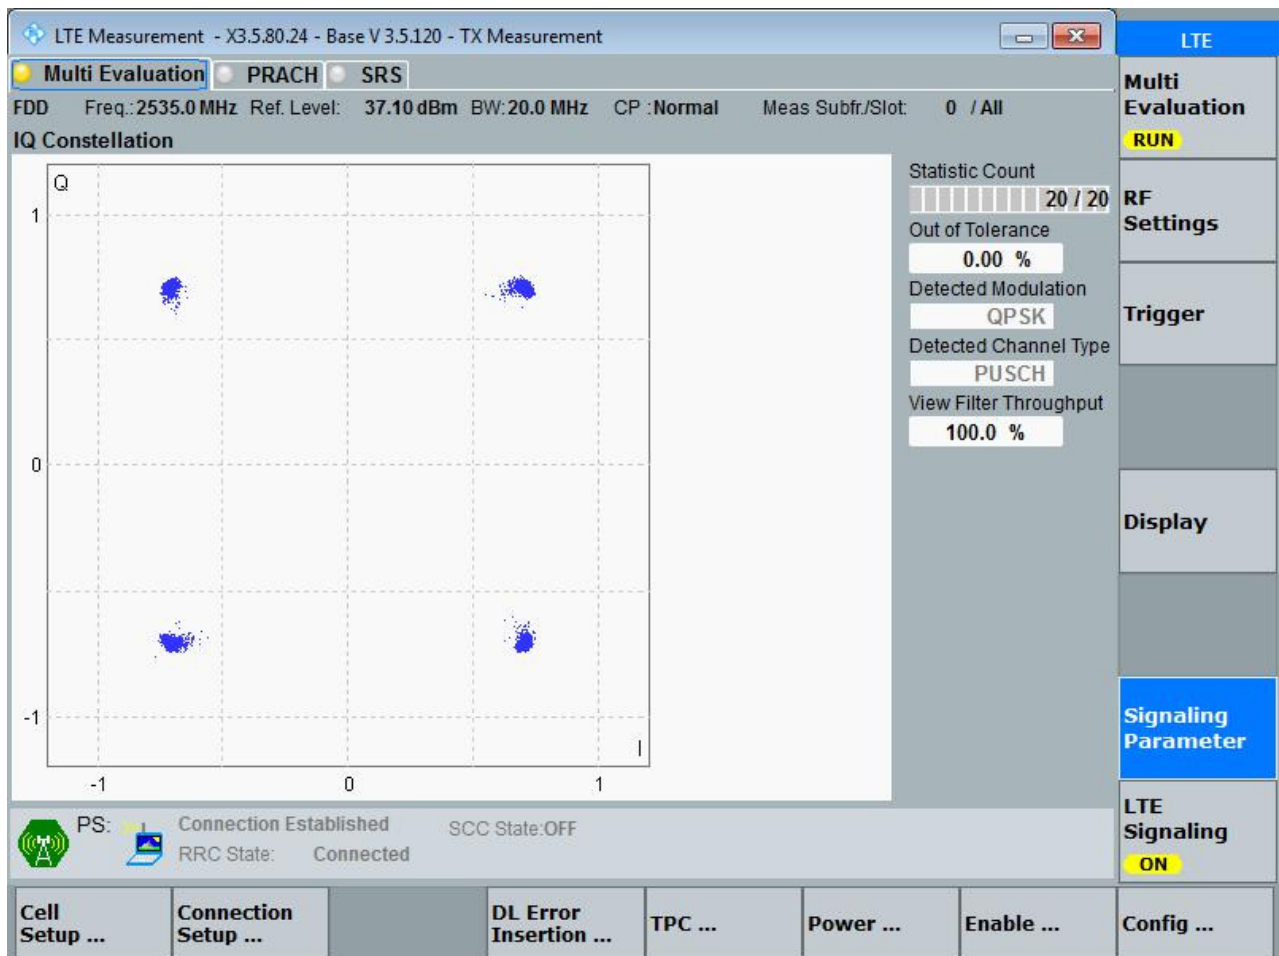 LTE Measurement - X3.5.80.24 - Base V 3.5.120 - TX Measurement
LTE
Multi Evaluation PRACH SRS
FDD Freq.: 2535.0 MHz Ref. Level: 37.10 dBm BW: 20.0 MHz CP : Normal Meas Subfr./Slot: 0 / All
IQ Constellation
Q
1
0
-1
-1 0 1
I
Statistic Count
20 / 20
Out of Tolerance
0.00 %
Detected Modulation
QPSK
Detected Channel Type
PUSCH
View Filter Throughput
100.0 %
Multi
Evaluation
RUN
RF
Settings
Trigger
Display
Signaling
Parameter
LTE
Signaling
ON
PS: Connection Established SCC State: OFF
RRC State: Connected
Cell
Setup ...
Connection
Setup ...
DL Error
Insertion ...
TPC ...
Power ...
Enable ...
Config ...